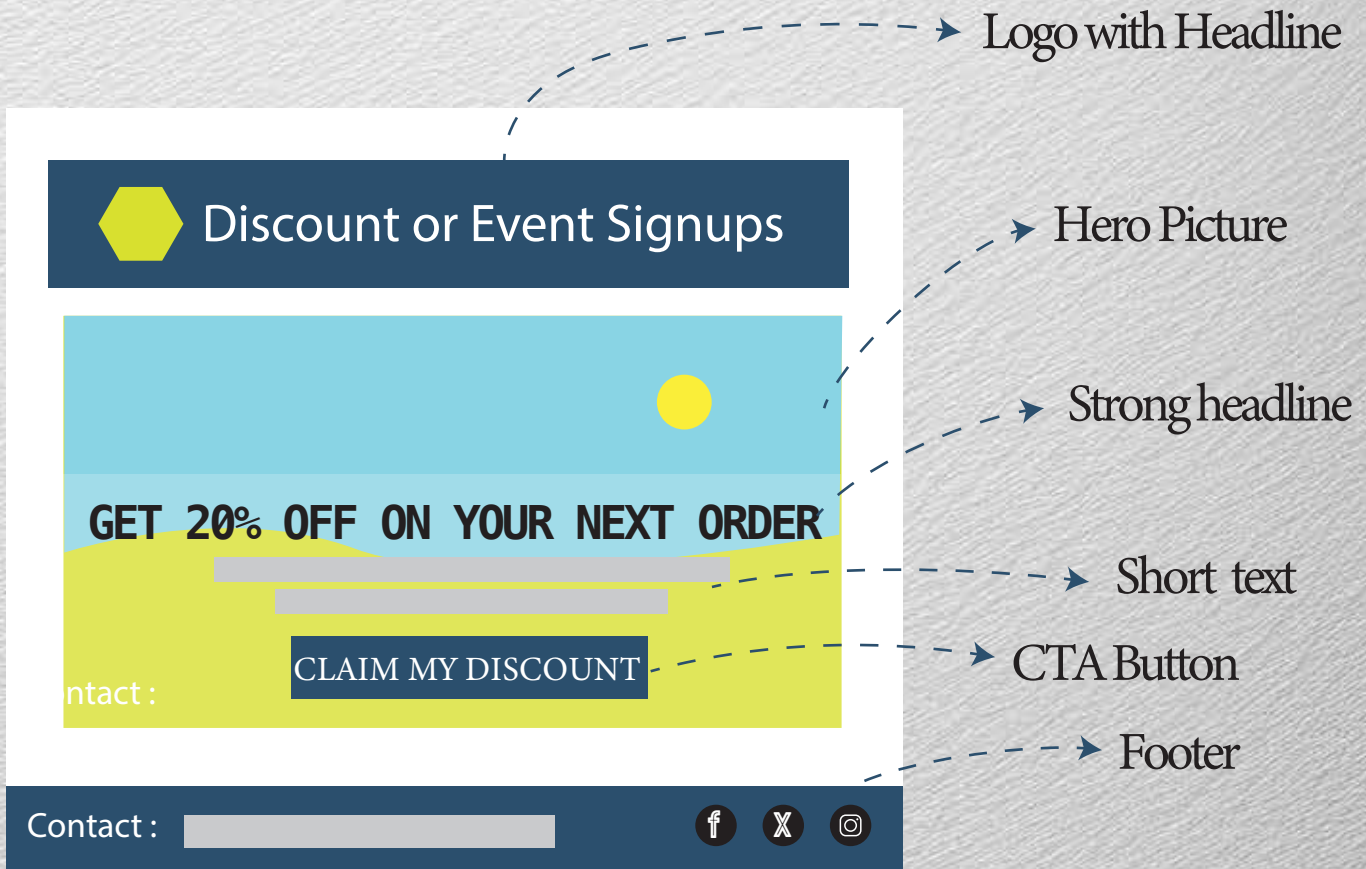 Logo with Headline
Discount or Event Signups
Hero Picture
Strong headline
GET 20% OFF ON YOUR NEXT ORDER
Short text
CLAIM MY DISCOUNT
CTA Button
ntact :
Footer
Contact :
f X